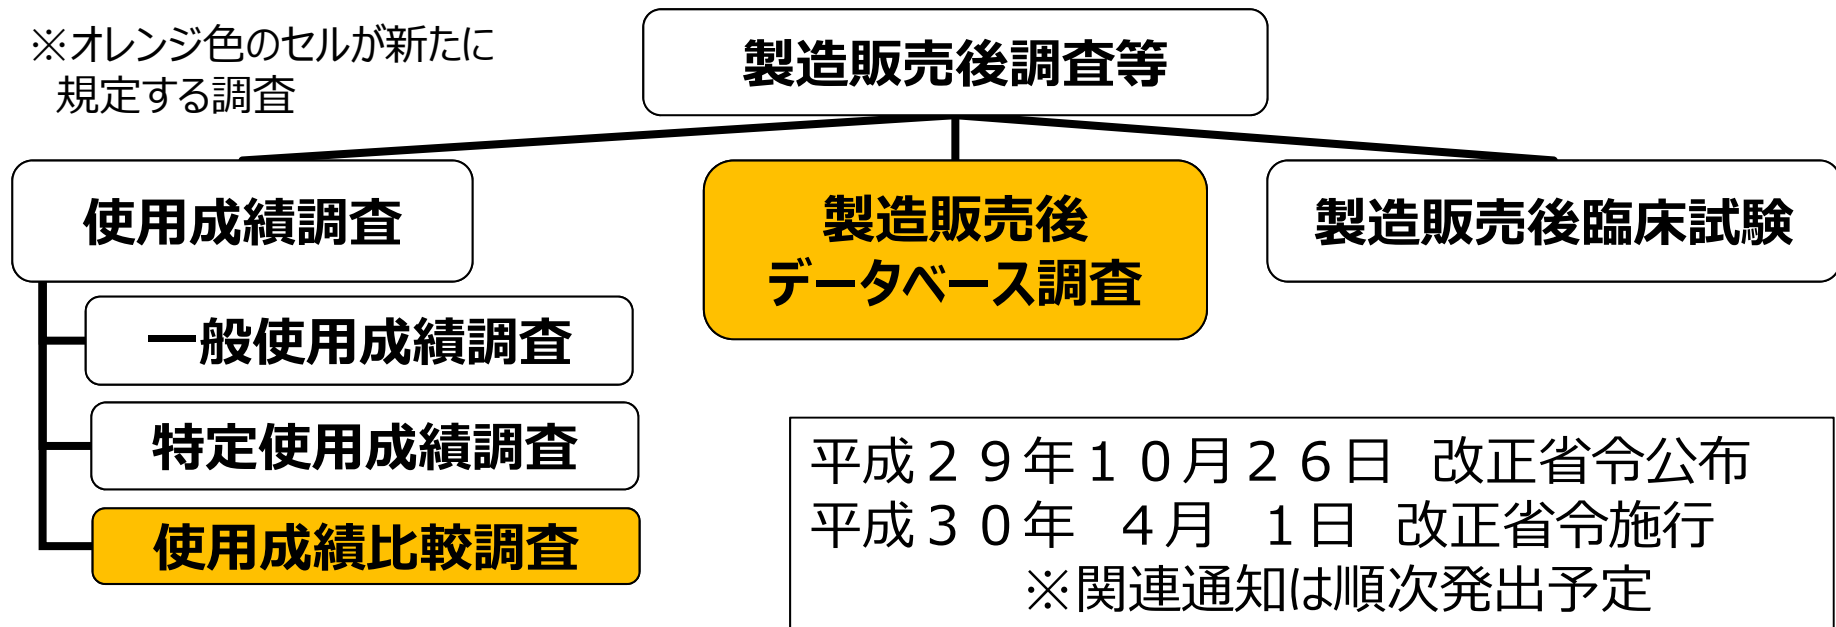 ※オレンジ色のセルが新たに
規定する調査
製造販売後調査等
使用成績調査
製造販売後
データベース調査
製造販売後臨床試験
一般使用成績調査
特定使用成績調査
使用成績比較調査
平成２９年１０月２６日 改正省令公布
平成３０年 ４月 １日 改正省令施行
※関連通知は順次発出予定